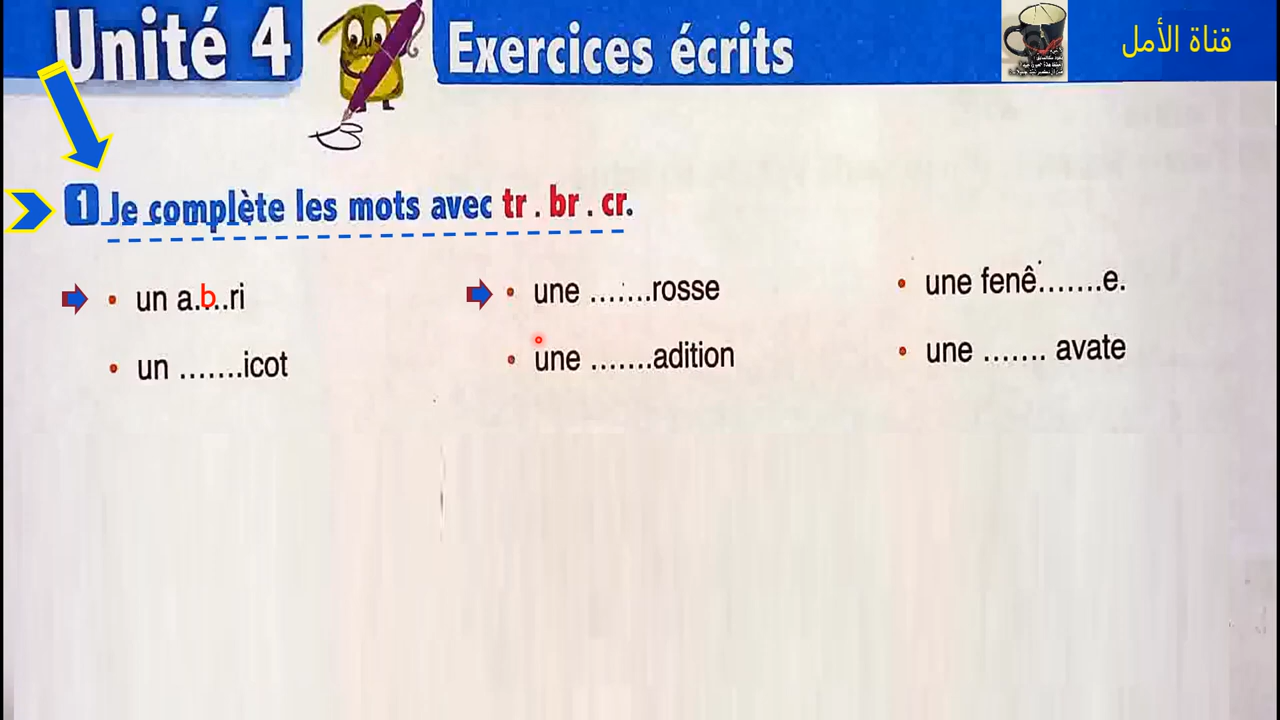 Unité 4
Exercices écrits
قناة الأمل
1 Je complète les mots avec tr . br . cr.
• un a.b..ri
• une .......rosse
• une fenê.......e.
• un .......icot
• une .......adition
• une ....... avate